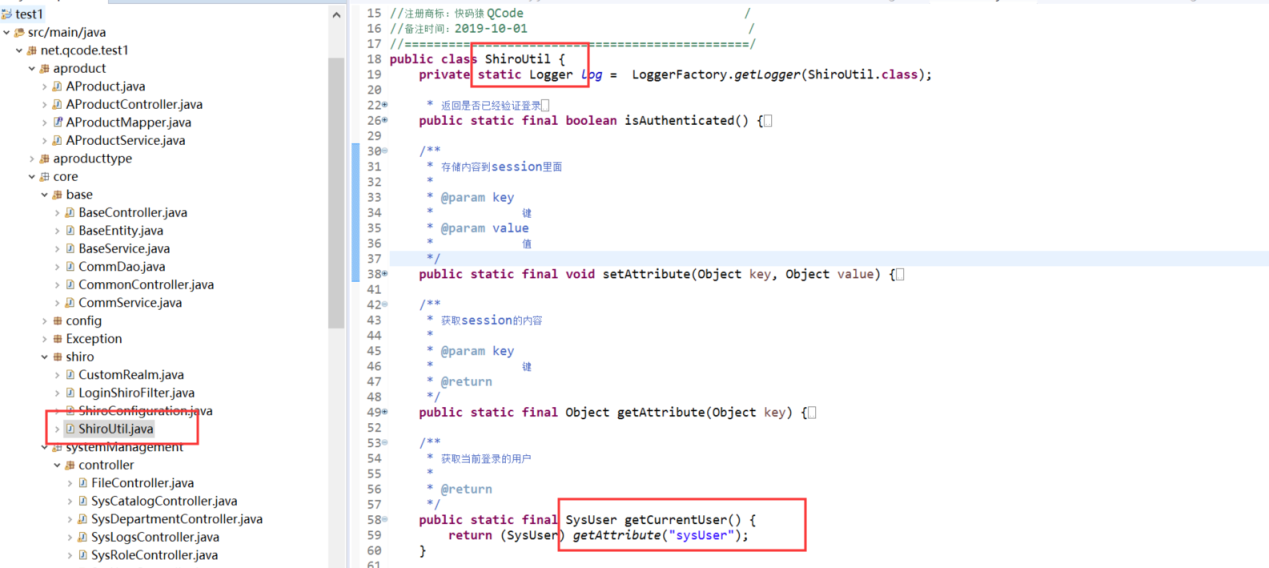 test1
src/main/java
net.qcode.test1
aproduct
AProduct.java
AProductController.java
AProductMapper.java
AProductService.java
aproducttype
core
base
BaseController.java
BaseEntity.java
BaseService.java
CommDao.java
CommonController.java
CommService.java
config
Exception
shiro
CustomRealm.java
LoginShiroFilter.java
ShiroConfiguration.java
ShiroUtil.java
systemManagement
controller
FileController.java
SysCatalogController.java
SysDepartmentController.java
SysLogsController.java
SysRoleController.java
15 //注册商标：快码猿 QCode /
16 //备注时间：2019-10-01 /
17 //===============================================/
18 public class ShiroUtil {
19 private static Logger log = LoggerFactory.getLogger(ShiroUtil.class);
20
22 * 返回是否已经验证登录
26 public static final boolean isAuthenticated() {
29
30 /**
31 * 存储内容到session里面
32 *
33 * @param key
34 * 键
35 * @param value
36 * 值
37 */
38 public static final void setAttribute(Object key, Object value) {
41
42 /**
43 * 获取session的内容
44 *
45 * @param key
46 * 键
47 * @return
48 */
49 public static final Object getAttribute(Object key) {
52
53 /**
54 * 获取当前登录的用户
55 *
56 * @return
57 */
58 public static final SysUser getCurrentUser() {
59 return (SysUser) getAttribute("sysUser");
60 }
61